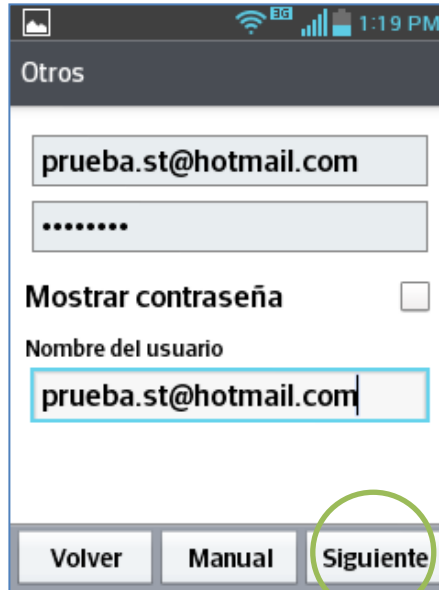 3G 1:19 PM
Otros
prueba.st@hotmail.com
••••••••
Mostrar contraseña
Nombre del usuario
prueba.st@hotmail.com
Volver Manual Siguiente